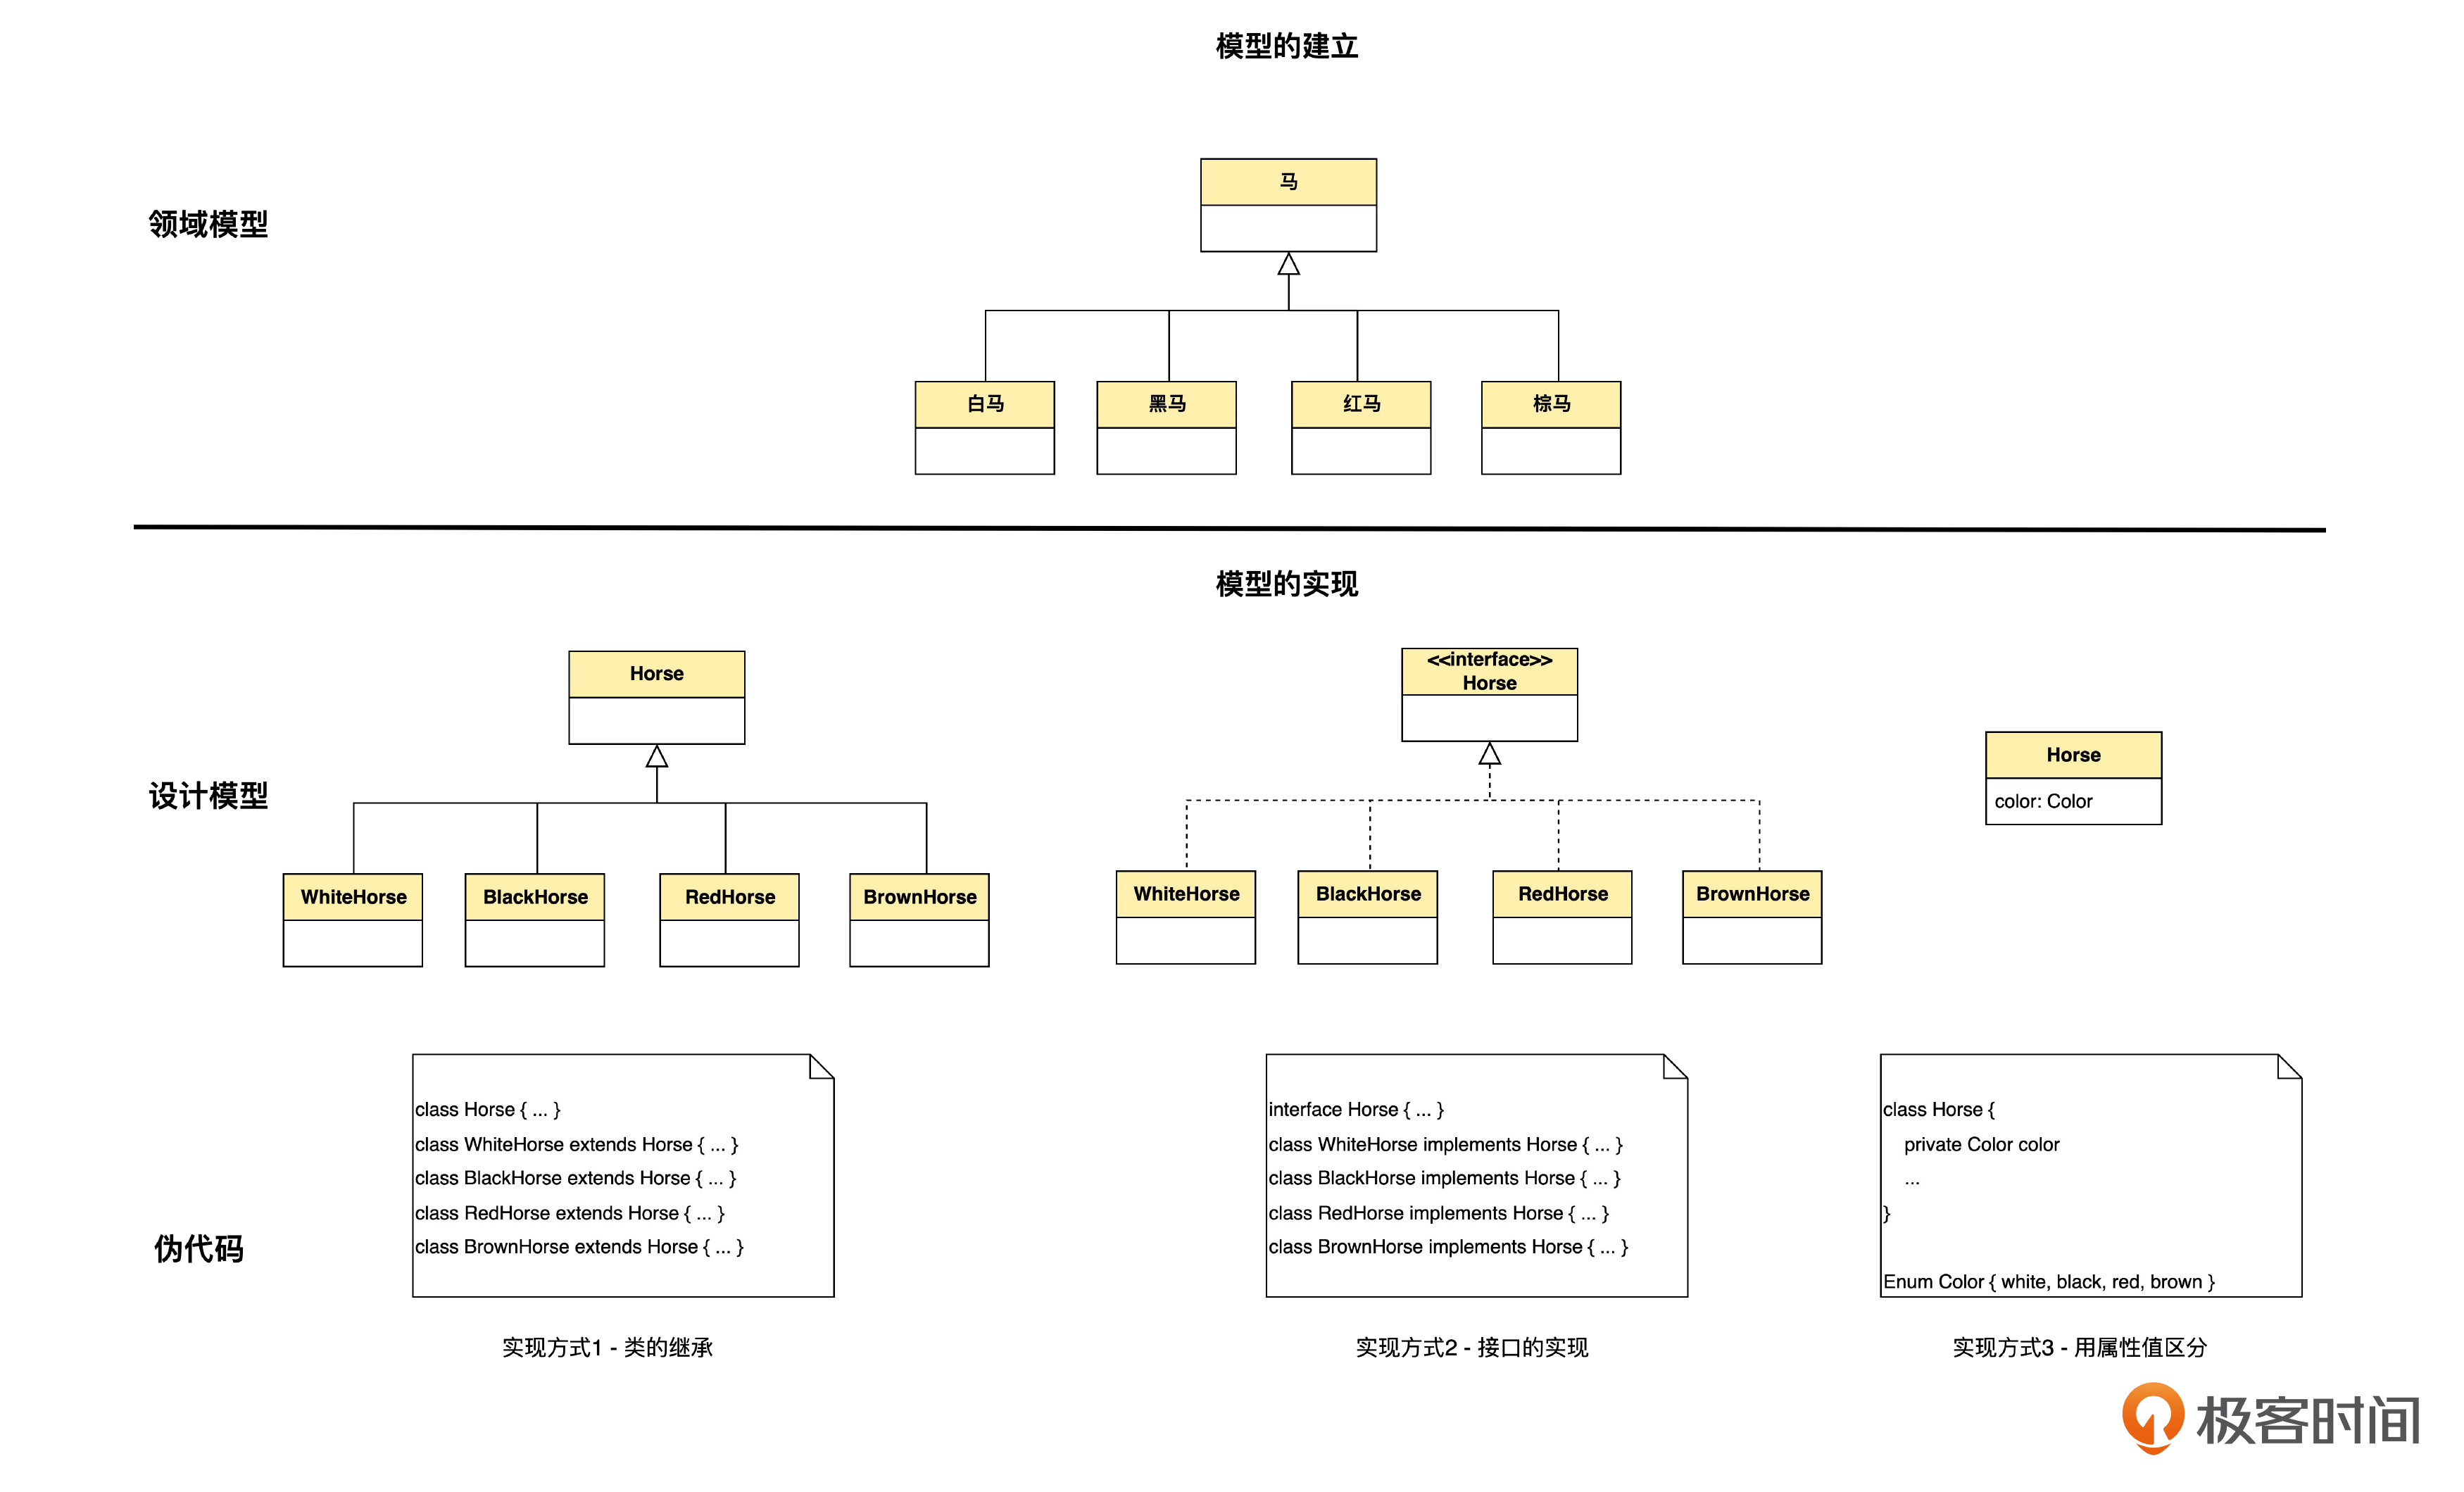 模型的建立
领域模型
马
白马
黑马
红马
棕马
模型的实现
设计模型
Horse
WhiteHorse
BlackHorse
RedHorse
BrownHorse
<<interface>>
Horse
WhiteHorse
BlackHorse
RedHorse
BrownHorse
Horse
color: Color
伪代码
class Horse { ... }
class WhiteHorse extends Horse { ... }
class BlackHorse extends Horse { ... }
class RedHorse extends Horse { ... }
class BrownHorse extends Horse { ... }
实现方式1 - 类的继承
interface Horse { ... }
class WhiteHorse implements Horse { ... }
class BlackHorse implements Horse { ... }
class RedHorse implements Horse { ... }
class BrownHorse implements Horse { ... }
实现方式2 - 接口的实现
class Horse {
private Color color
...
}
Enum Color { white, black, red, brown }
实现方式3 - 用属性值区分
极客时间